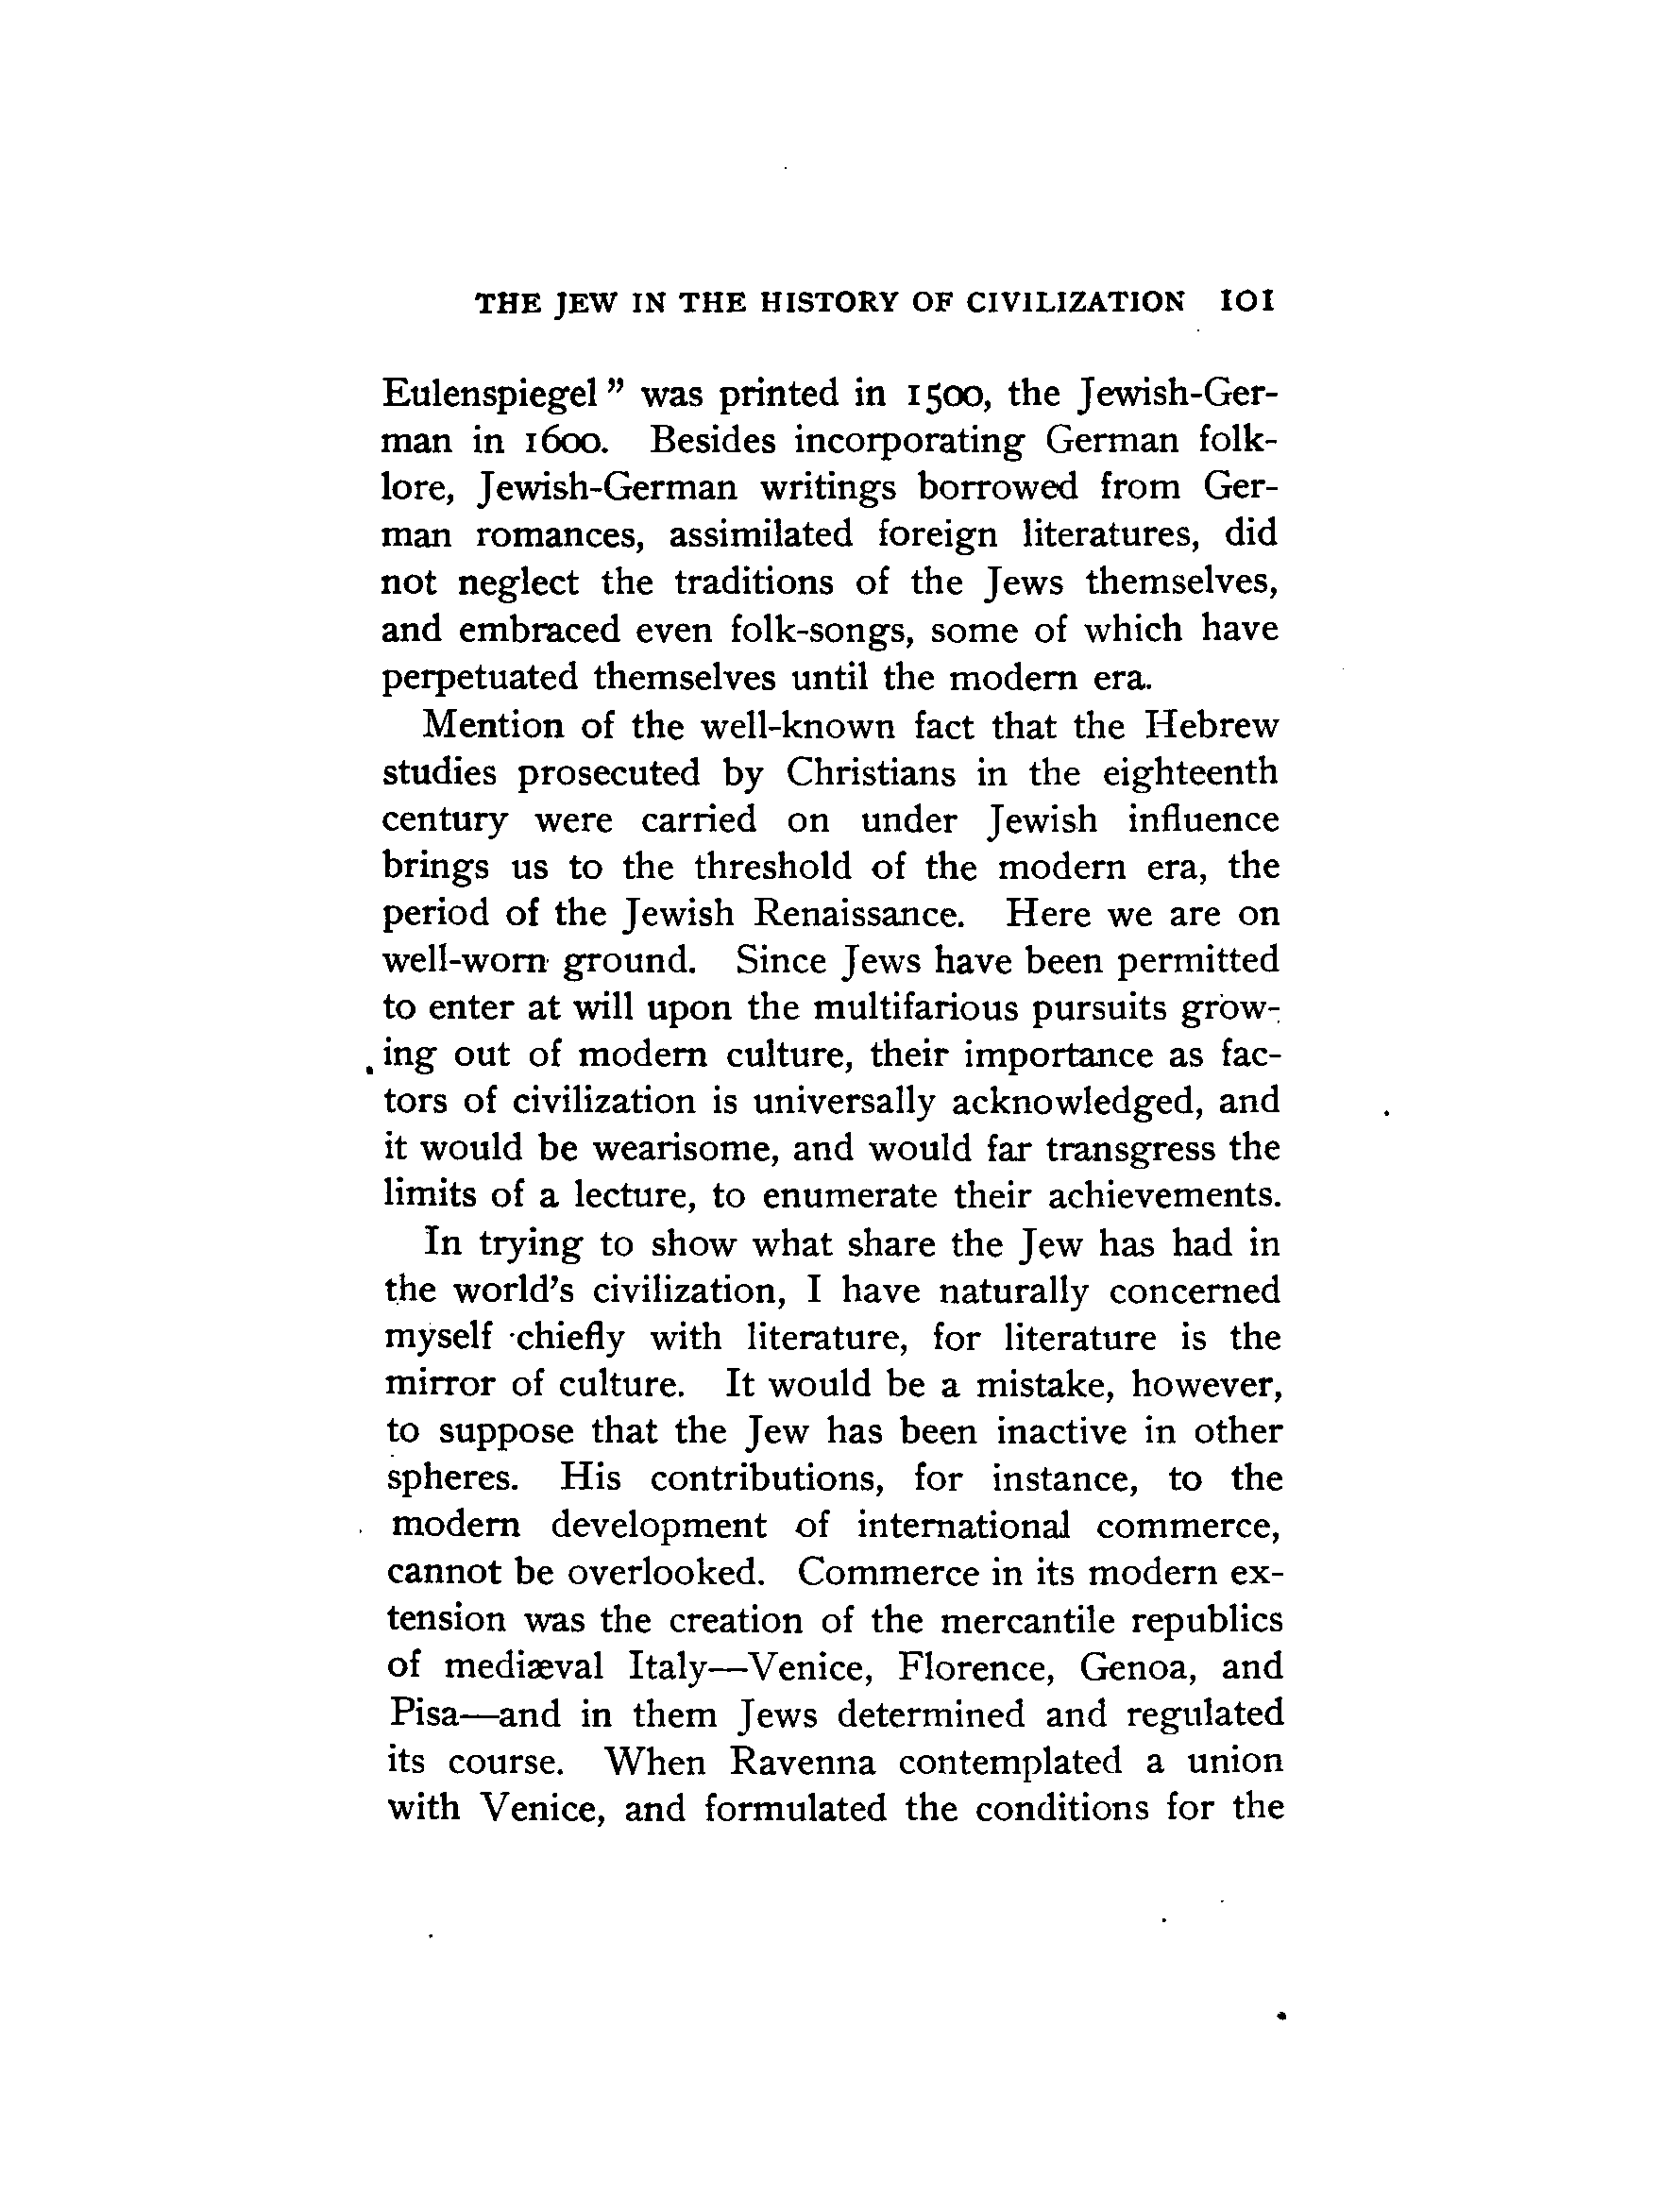 THE JEW IN THE HISTORY OF CIVILIZATION 101
Eulenspiegel” was printed in 1500, the Jewish-Ger-
man in 1600. Besides incorporating German folk-
lore, Jewish-German writings borrowed from Ger-
man romances, assimilated foreign literatures, did
not neglect the traditions of the Jews themselves,
and embraced even folk-songs, some of which have
perpetuated themselves until the modern era.
Mention of the well-known fact that the Hebrew
studies prosecuted by Christians in the eighteenth
century were carried on under Jewish influence
brings us to the threshold of the modern era, the
period of the Jewish Renaissance. Here we are on
well-worn ground. Since Jews have been permitted
to enter at will upon the multifarious pursuits grow-
ing out of modern culture, their importance as fac-
tors of civilization is universally acknowledged, and
it would be wearisome, and would far transgress the
limits of a lecture, to enumerate their achievements.
In trying to show what share the Jew has had in
the world’s civilization, I have naturally concerned
myself chiefly with literature, for literature is the
mirror of culture. It would be a mistake, however,
to suppose that the Jew has been inactive in other
spheres. His contributions, for instance, to the
modern development of international commerce,
cannot be overlooked. Commerce in its modern ex-
tension was the creation of the mercantile republics
of mediæval Italy—Venice, Florence, Genoa, and
Pisa—and in them Jews determined and regulated
its course. When Ravenna contemplated a union
with Venice, and formulated the conditions for the